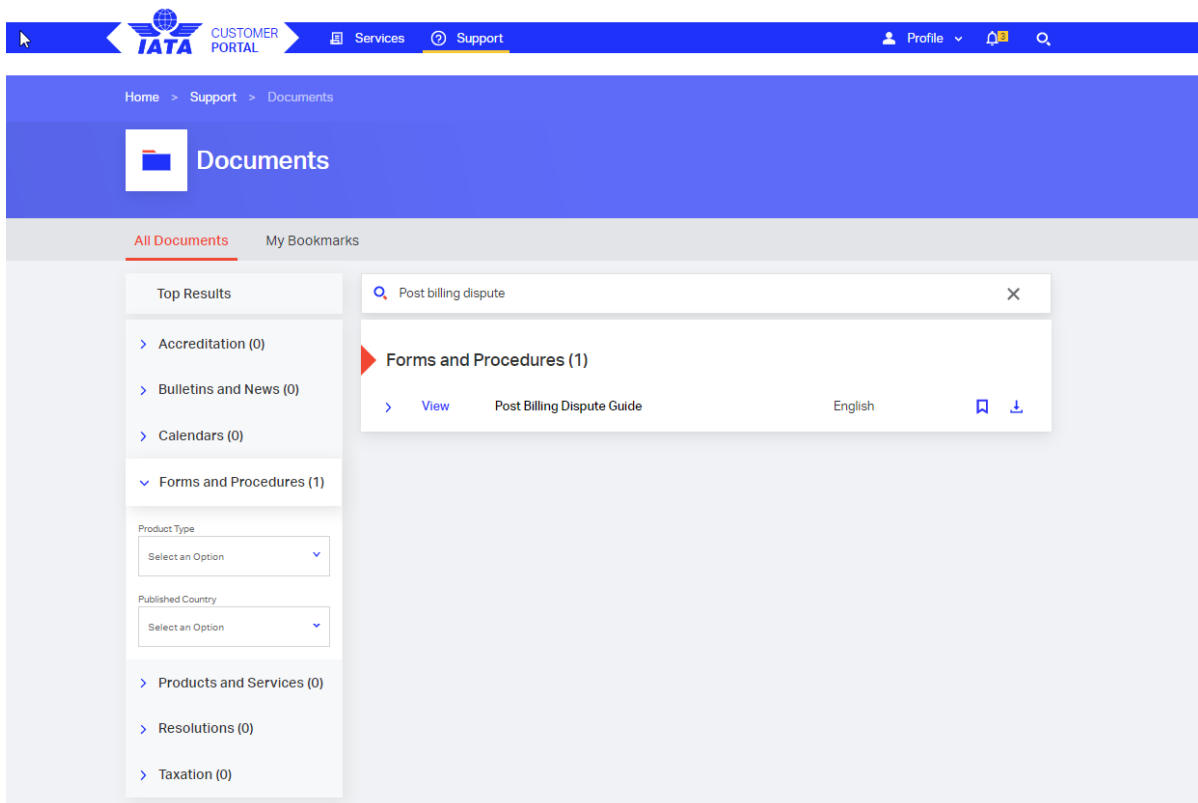 IATA
CUSTOMER
PORTAL
Services
Support
Profile
3
Home > Support > Documents
Documents
All Documents
My Bookmarks
Top Results
Post billing dispute
Accreditation (0)
Bulletins and News (0)
Calendars (0)
Forms and Procedures (1)
Product Type
Select an Option
Published Country
Select an Option
Products and Services (0)
Resolutions (0)
Taxation (0)
Forms and Procedures (1)
View Post Billing Dispute Guide English